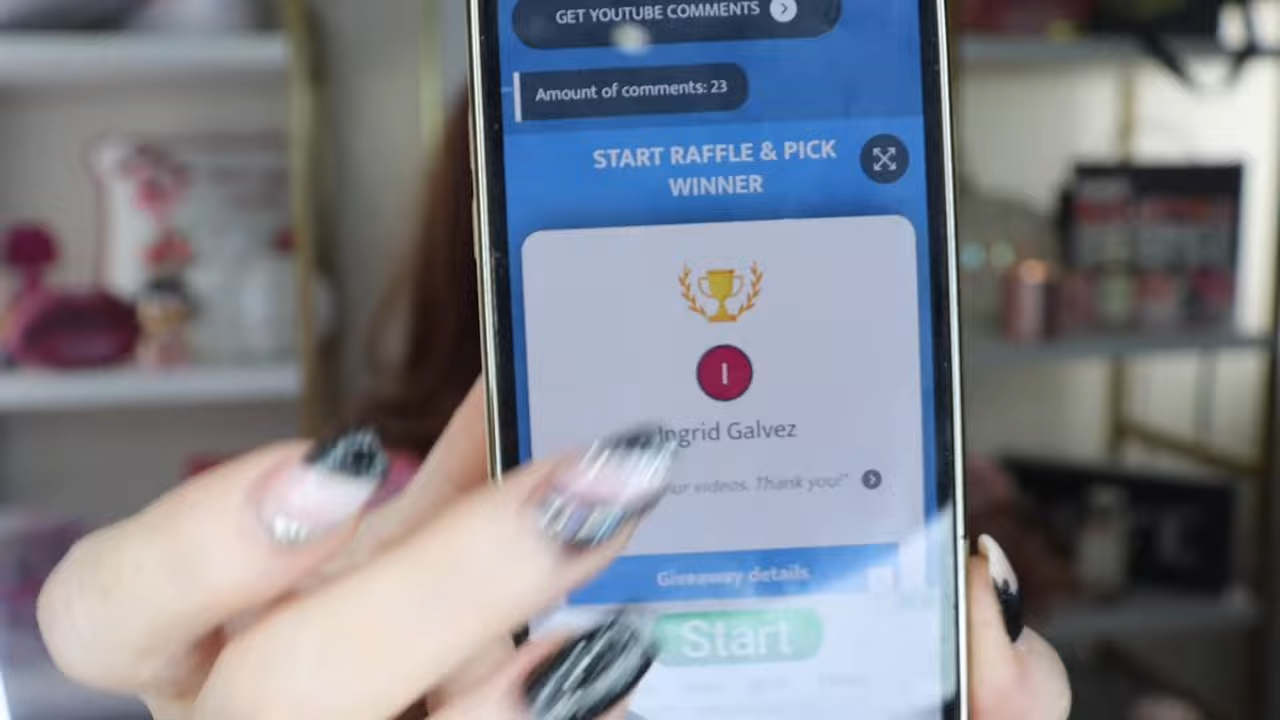 GET YOUTUBE COMMENTS
Amount of comments: 23
START RAFFLE & PICK
WINNER
I
Ingrid Galvez
videos. Thank you!"
Giveaway details
Start